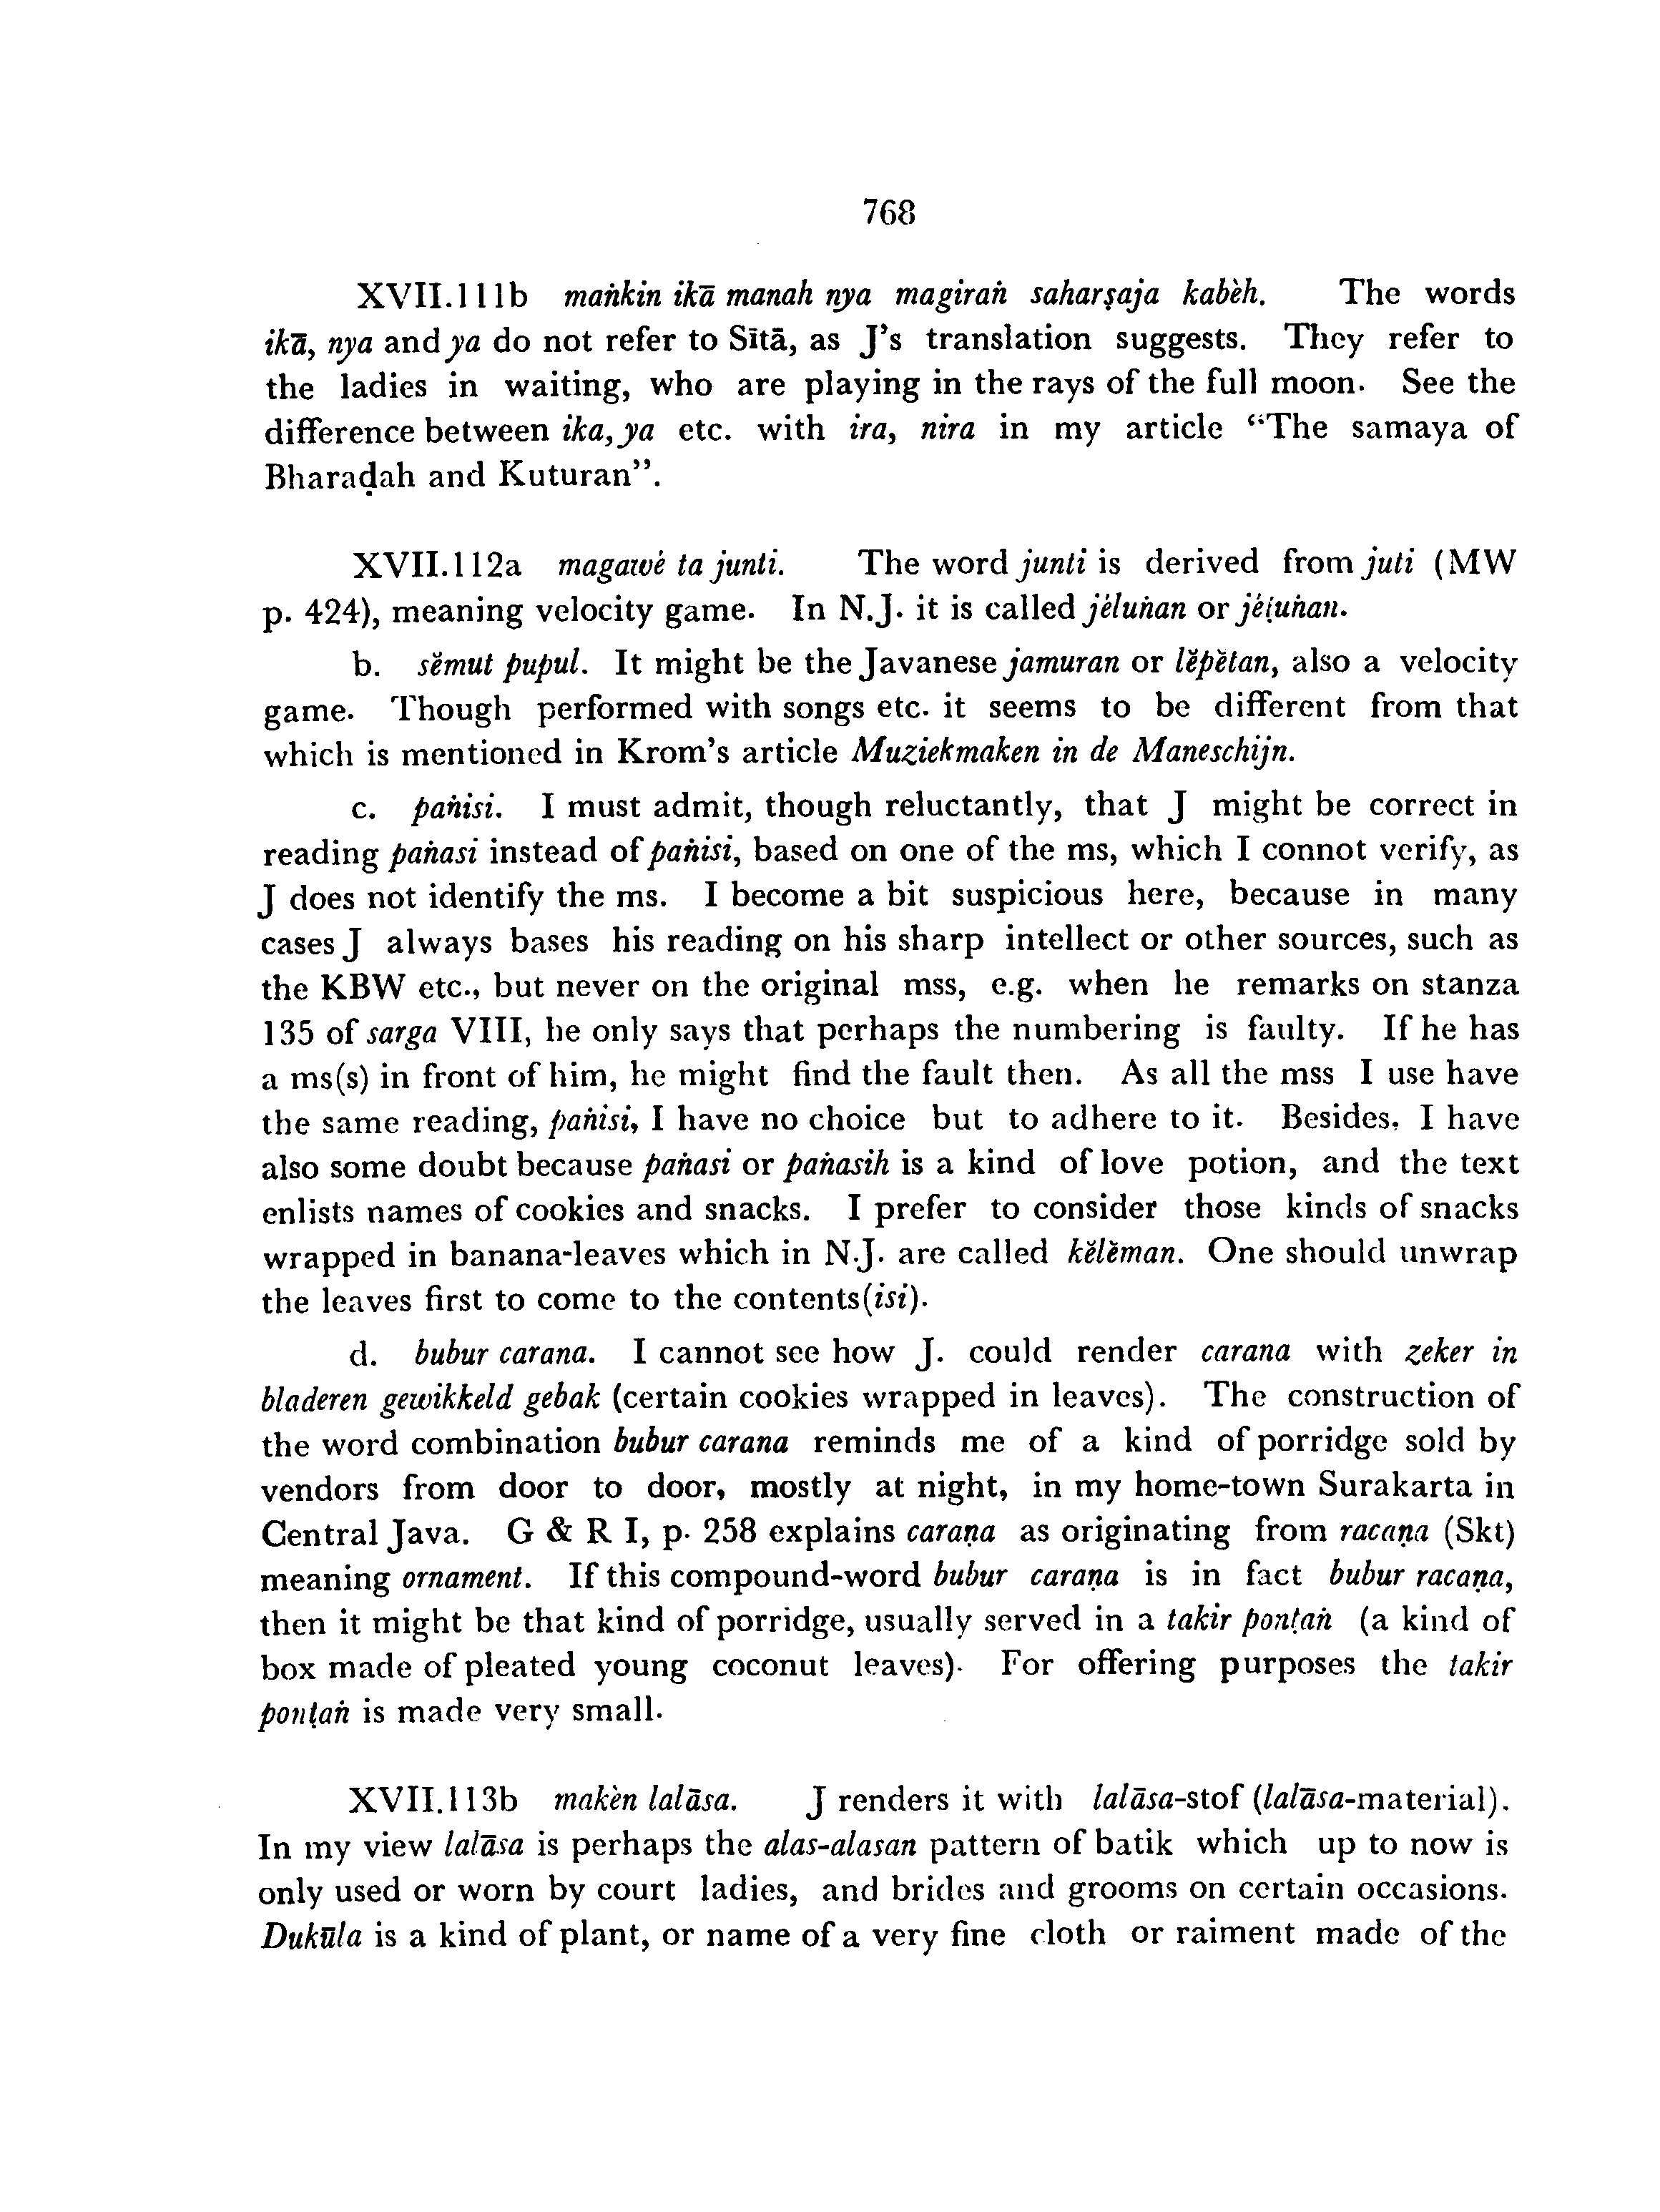 768
XVII.111b maṅkin ikā manah nya magiraṅ saharṣaja kabèh. The words
ikā, nya and ya do not refer to Sītā, as J's translation suggests. They refer to
the ladies in waiting, who are playing in the rays of the full moon. See the
difference between ika, ya etc. with ira, nira in my article “The samaya of
Bharaḍah and Kuturan”.
XVII.112a magawé ta junti. The word junti is derived from juti (MW
p. 424), meaning velocity game. In N.J. it is called jéluṅan or jéṭuṅan.
b. sĕmut pupul. It might be the Javanese jamuran or lĕpĕtan, also a velocity
game. Though performed with songs etc. it seems to be different from that
which is mentioned in Krom's article Muziekmaken in de Maneschijn.
c. paṅisi. I must admit, though reluctantly, that J might be correct in
reading paṅasi instead of paṅisi, based on one of the ms, which I connot verify, as
J does not identify the ms. I become a bit suspicious here, because in many
cases J always bases his reading on his sharp intellect or other sources, such as
the KBW etc., but never on the original mss, e.g. when he remarks on stanza
135 of sarga VIII, he only says that perhaps the numbering is faulty. If he has
a ms(s) in front of him, he might find the fault then. As all the mss I use have
the same reading, paṅisi, I have no choice but to adhere to it. Besides, I have
also some doubt because paṅasi or paṅasih is a kind of love potion, and the text
enlists names of cookies and snacks. I prefer to consider those kinds of snacks
wrapped in banana-leaves which in N.J. are called kĕlĕman. One should unwrap
the leaves first to come to the contents(isi).
d. bubur carana. I cannot see how J. could render carana with zeker in
bladeren gewikkeld gebak (certain cookies wrapped in leaves). The construction of
the word combination bubur carana reminds me of a kind of porridge sold by
vendors from door to door, mostly at night, in my home-town Surakarta in
Central Java. G & R I, p. 258 explains caraṇa as originating from racaṇa (Skt)
meaning ornament. If this compound-word bubur caraṇa is in fact bubur racaṇa,
then it might be that kind of porridge, usually served in a takir ponṭaṅ (a kind of
box made of pleated young coconut leaves). For offering purposes the takir
ponṭaṅ is made very small.
XVII.113b makèn lalāsa. J renders it with lalāsa-stof (lalāsa-material).
In my view lalāsa is perhaps the alas-alasan pattern of batik which up to now is
only used or worn by court ladies, and brides and grooms on certain occasions.
Dukūla is a kind of plant, or name of a very fine cloth or raiment made of the